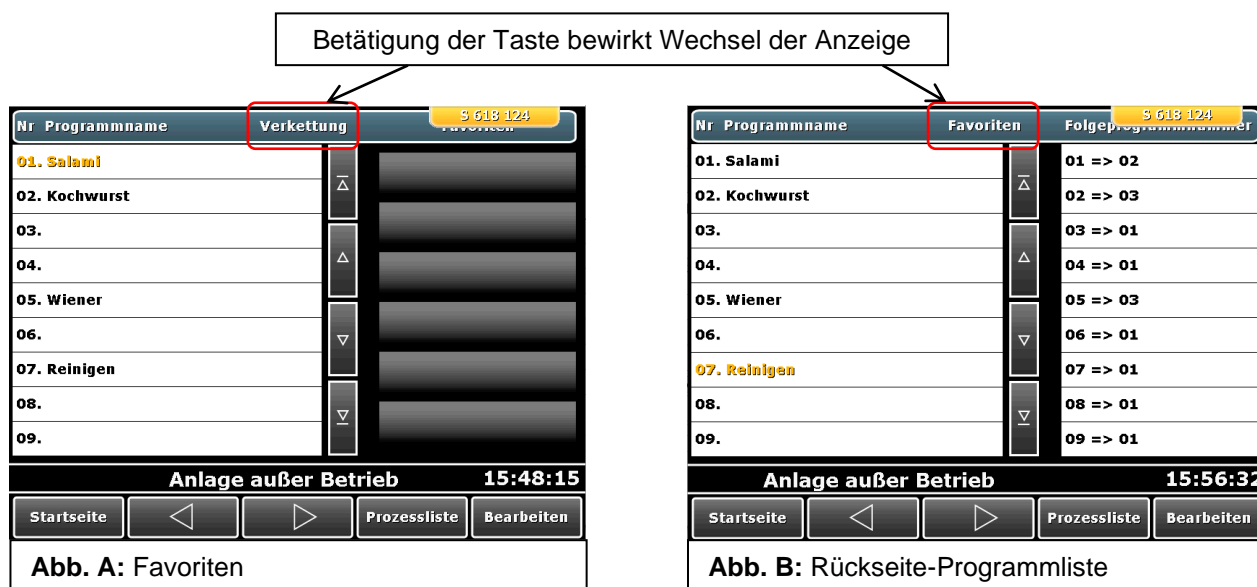 Betätigung der Taste bewirkt Wechsel der Anzeige
Nr Programmname Verkettung Favoriten
S 618 124
01. Salami
02. Kochwurst
03.
04.
05. Wiener
06.
07. Reinigen
08.
09.
Anlage außer Betrieb 15:48:15
Startseite Prozessliste Bearbeiten
Abb. A: Favoriten
Nr Programmname Favoriten Folgeprogrammnummer
S 618 124
01. Salami 01 => 02
02. Kochwurst 02 => 03
03. 03 => 01
04. 04 => 01
05. Wiener 05 => 03
06. 06 => 01
07. Reinigen 07 => 01
08. 08 => 01
09. 09 => 01
Anlage außer Betrieb 15:56:32
Startseite Prozessliste Bearbeiten
Abb. B: Rückseite-Programmliste